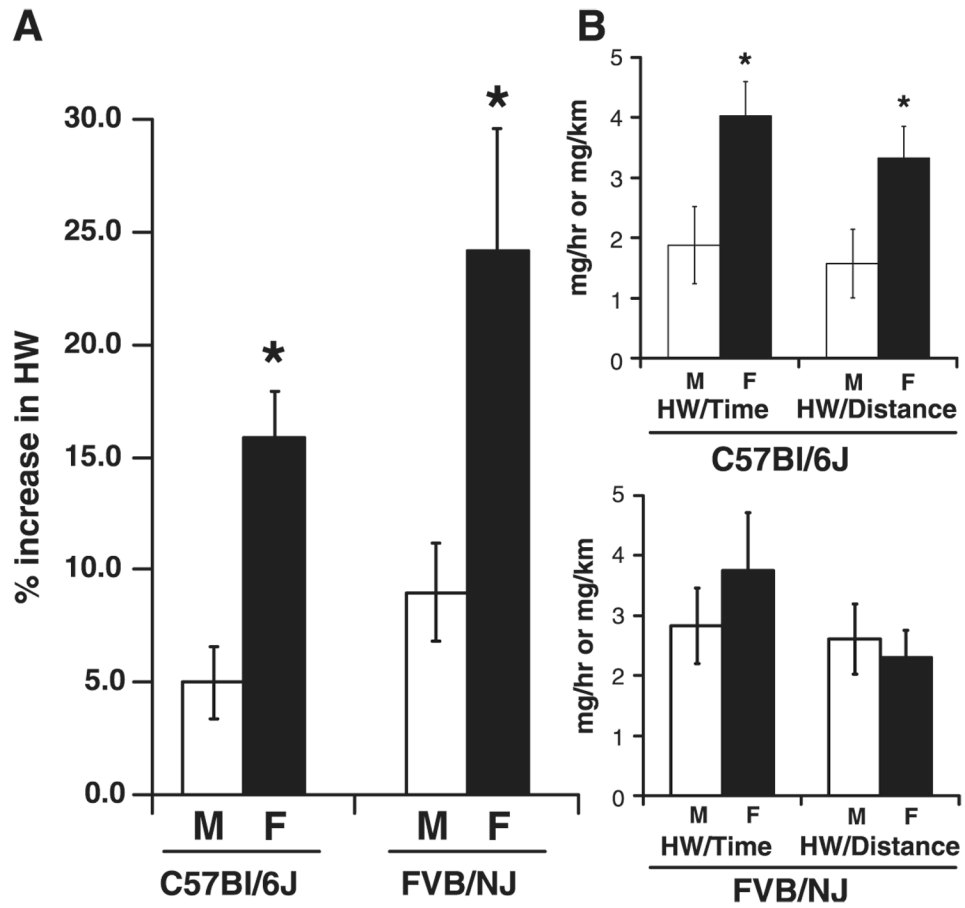 A
% increase in HW
30.0
25.0
20.0
15.0
10.0
5.0
0.0
*
*
M F M F
C57Bl/6J FVB/NJ
B
mg/hr or mg/km
5
4
3
2
1
0
*
*
M F M F
HW/Time HW/Distance
C57Bl/6J
mg/hr or mg/km
5
4
3
2
1
0
M F M F
HW/Time HW/Distance
FVB/NJ